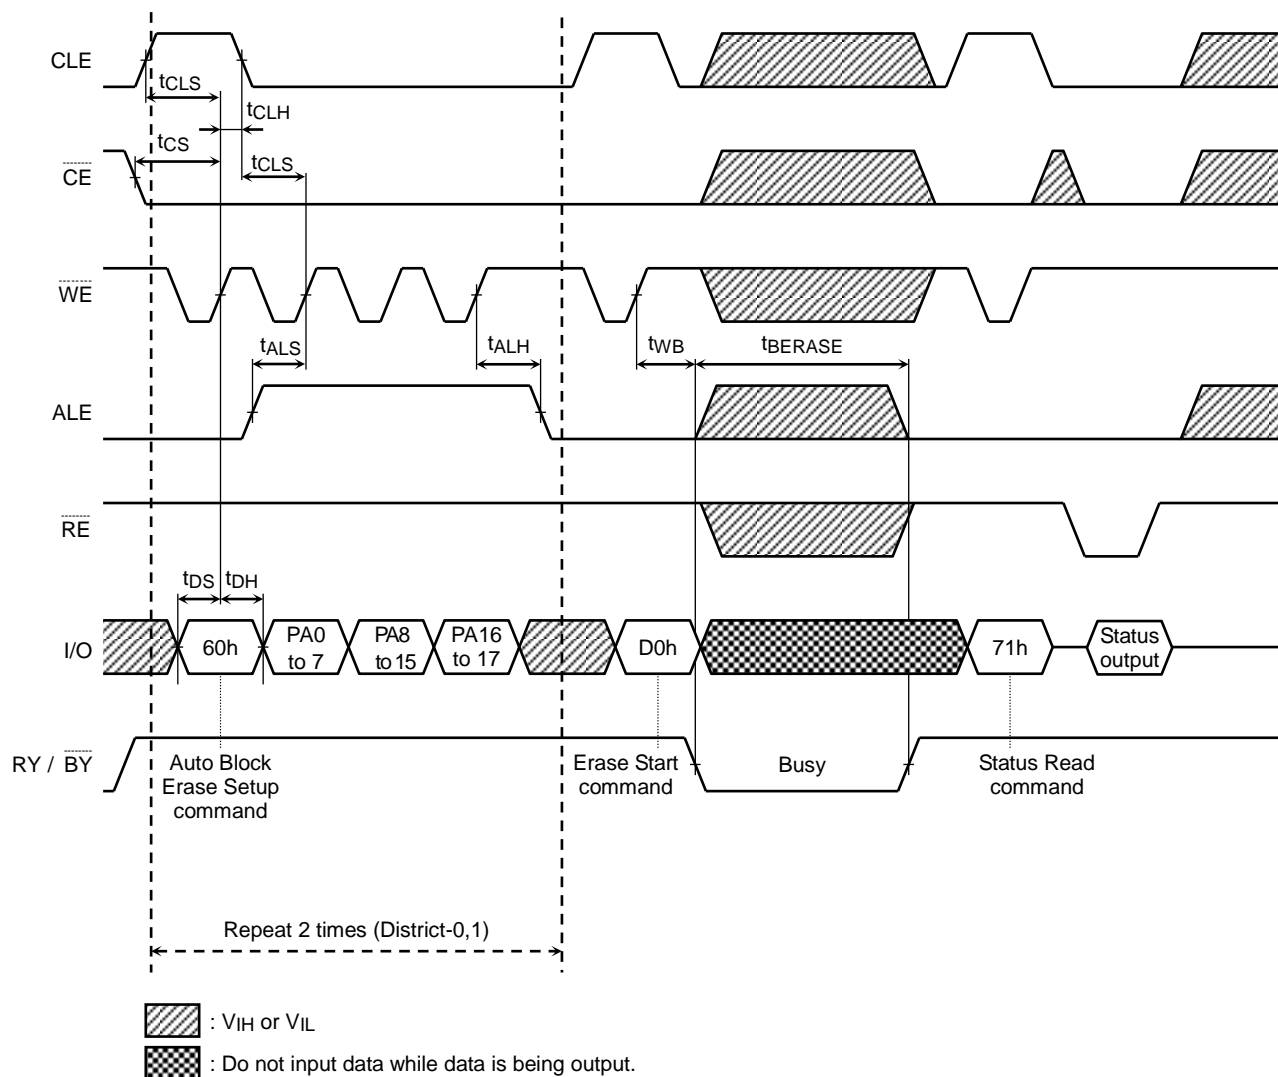 CLE
tCLS
tCLH
tCS
tCLS
CE
WE
tALS
tALH
tWB
tBERASE
ALE
RE
tDS
tDH
I/O
60h
PA0
to 7
PA8
to 15
PA16
to 17
D0h
71h
Status
output
RY / BY
Auto Block
Erase Setup
command
Erase Start
command
Busy
Status Read
command
Repeat 2 times (District-0,1)
: VIH or VIL
: Do not input data while data is being output.